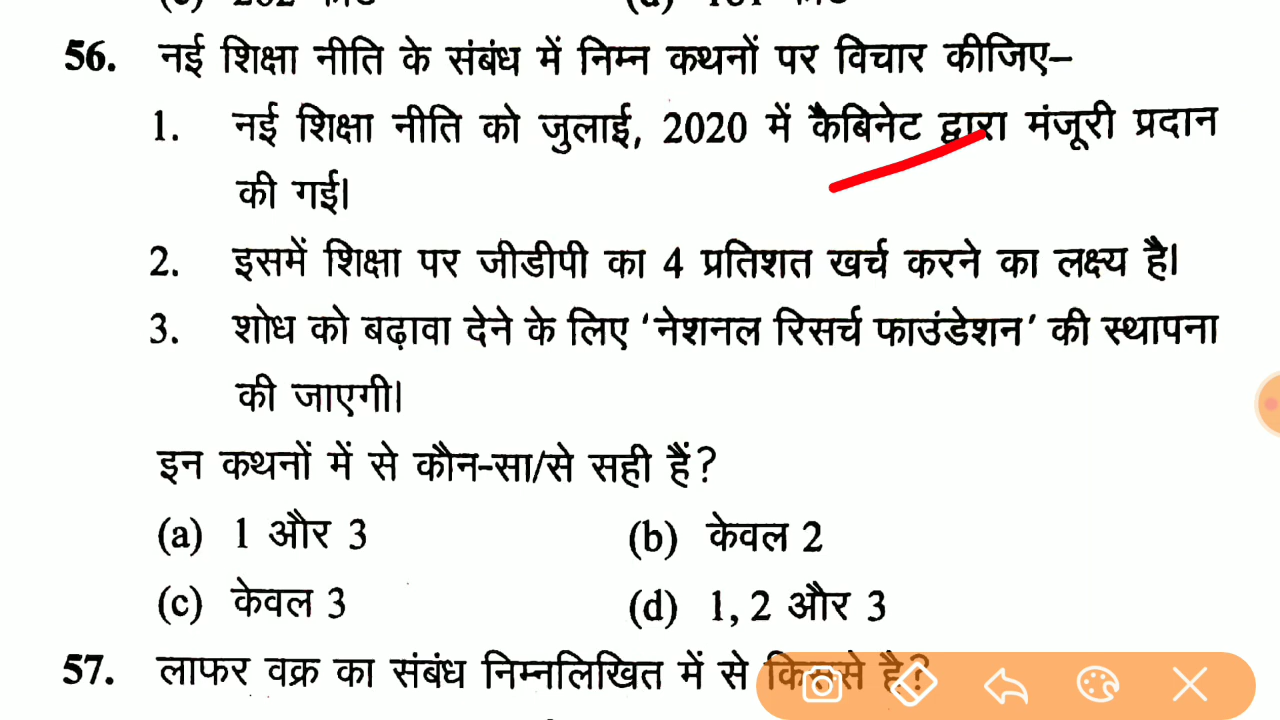 56. नई शिक्षा नीति के संबंध में निम्न कथनों पर विचार कीजिए–
1. नई शिक्षा नीति को जुलाई, 2020 में कैबिनेट द्वारा मंजूरी प्रदान
की गई।
2. इसमें शिक्षा पर जीडीपी का 4 प्रतिशत खर्च करने का लक्ष्य है।
3. शोध को बढ़ावा देने के लिए ‘नेशनल रिसर्च फाउंडेशन’ की स्थापना
की जाएगी।
इन कथनों में से कौन-सा/से सही हैं?
(a) 1 और 3 (b) केवल 2
(c) केवल 3 (d) 1, 2 और 3
57. लाफर वक्र का संबंध निम्नलिखित में से किससे है?